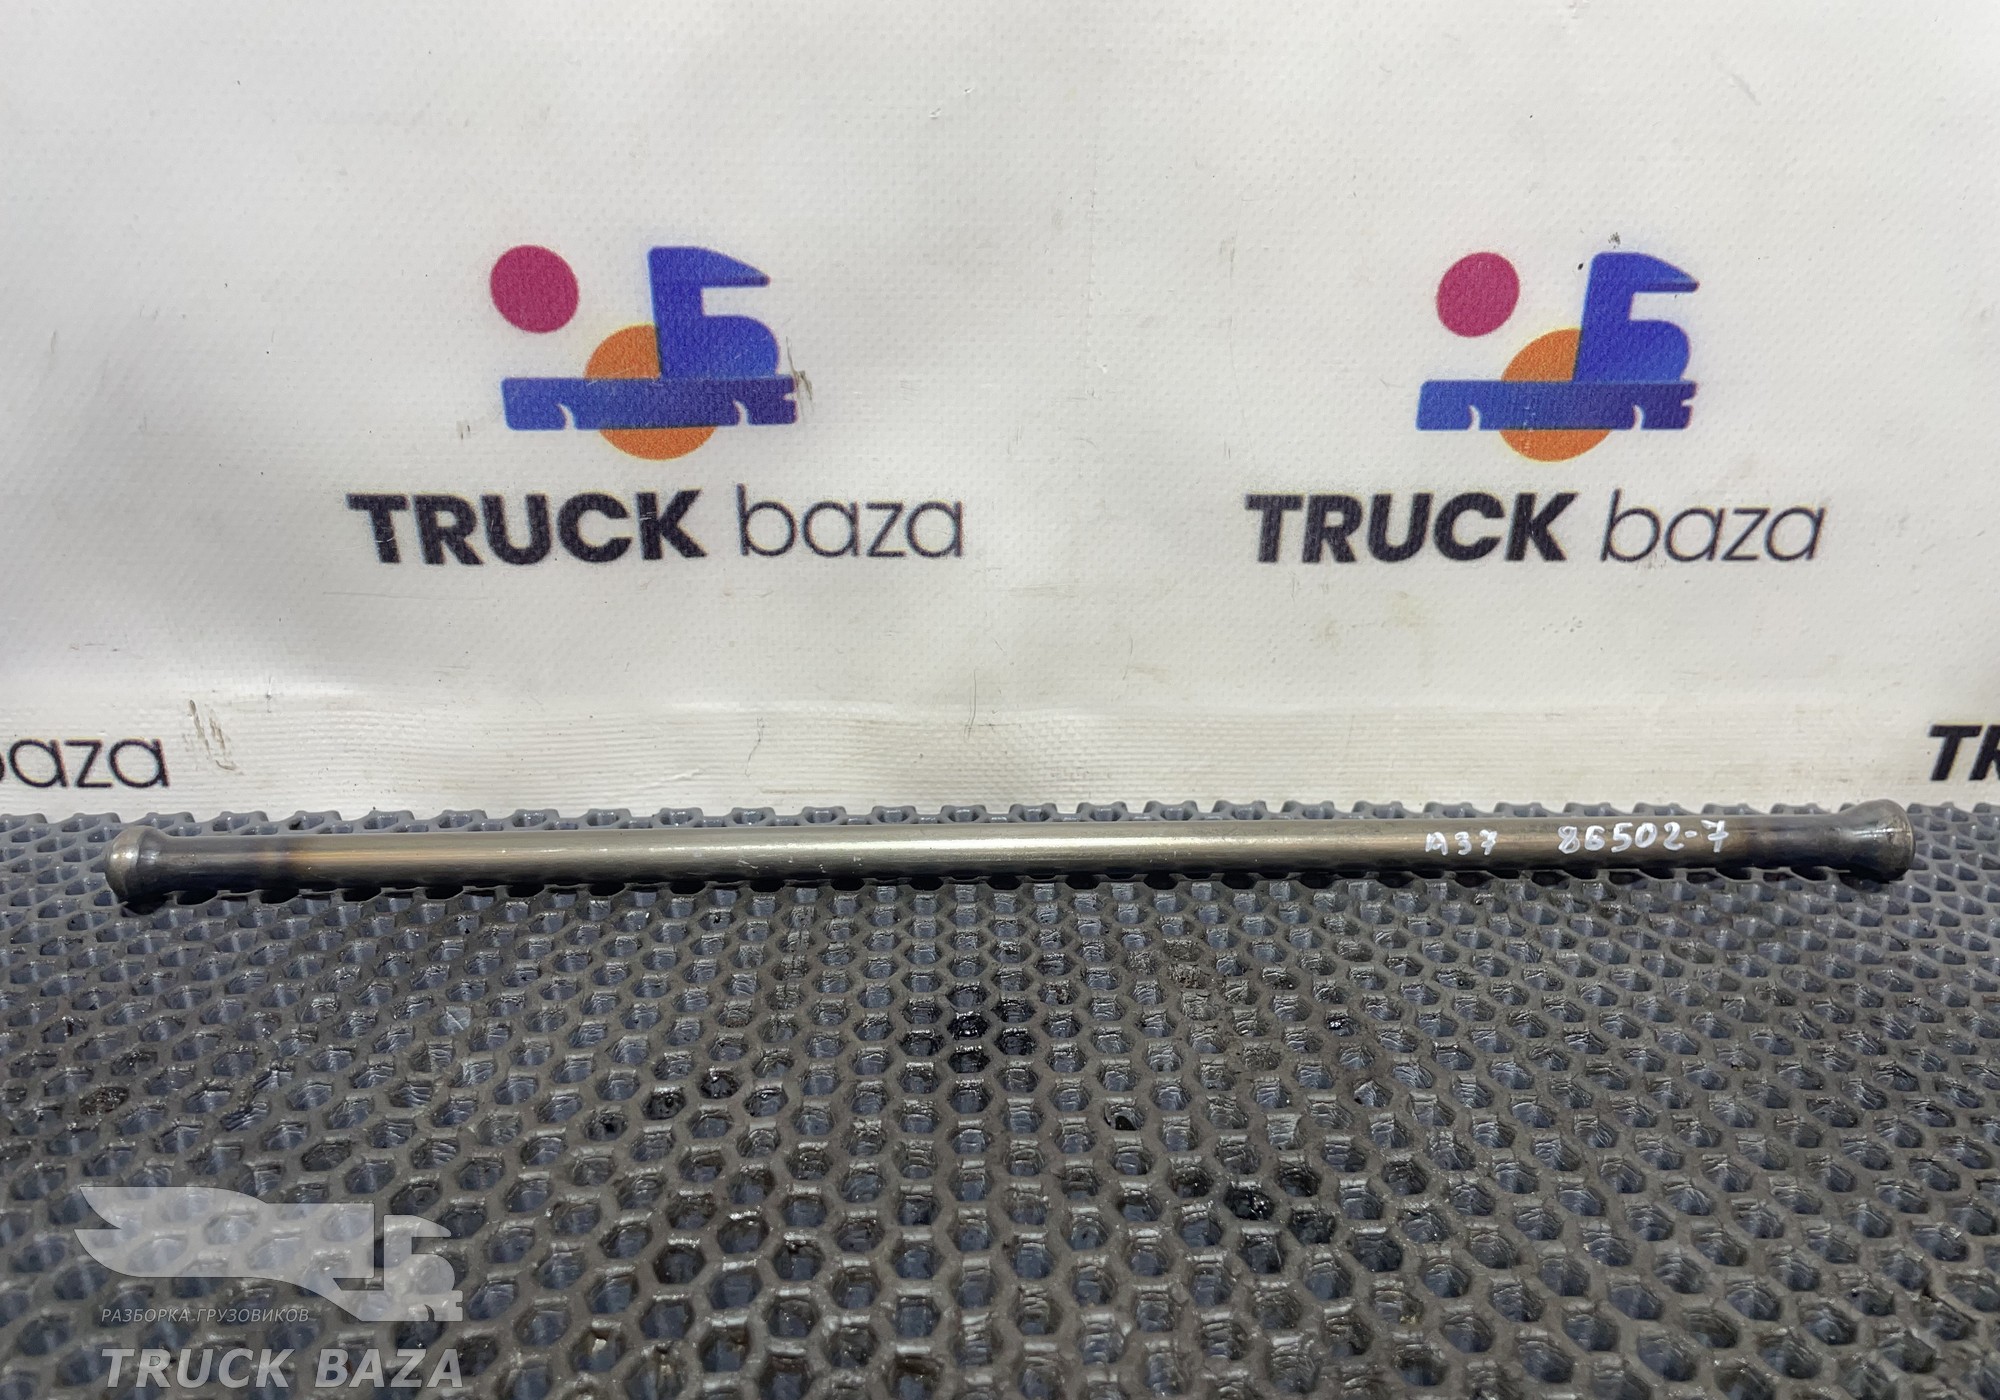 TRUCK baza
TRUCK baza
baza
TR
A37 86502-7
РАЗБОРКА ГРУЗОВИКОВ
TRUCK BAZA